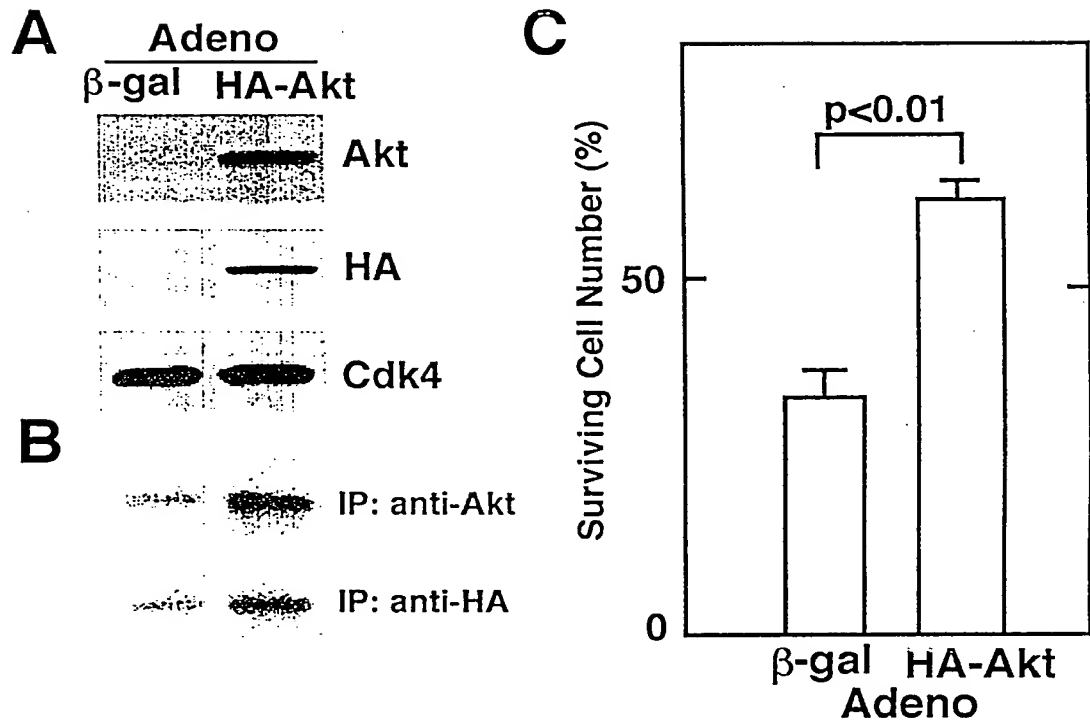 A
Adeno
β-gal HA-Akt
Akt
HA
Cdk4
B
IP: anti-Akt
IP: anti-HA
C
p<0.01
Surviving Cell Number (%)
50
0
β-gal HA-Akt
Adeno